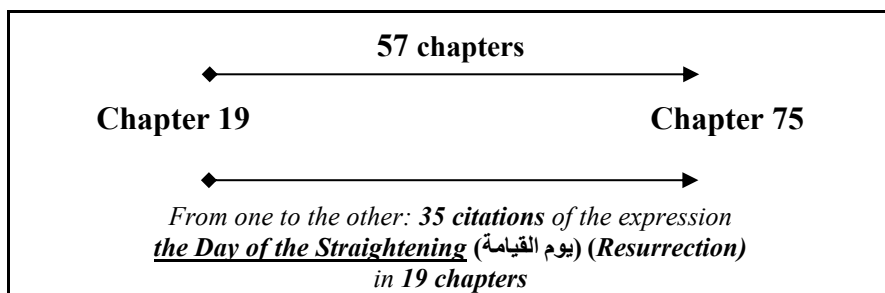 57 chapters
Chapter 19 Chapter 75
From one to the other: 35 citations of the expression
the Day of the Straightening (يوم القيامة) (Resurrection)
in 19 chapters